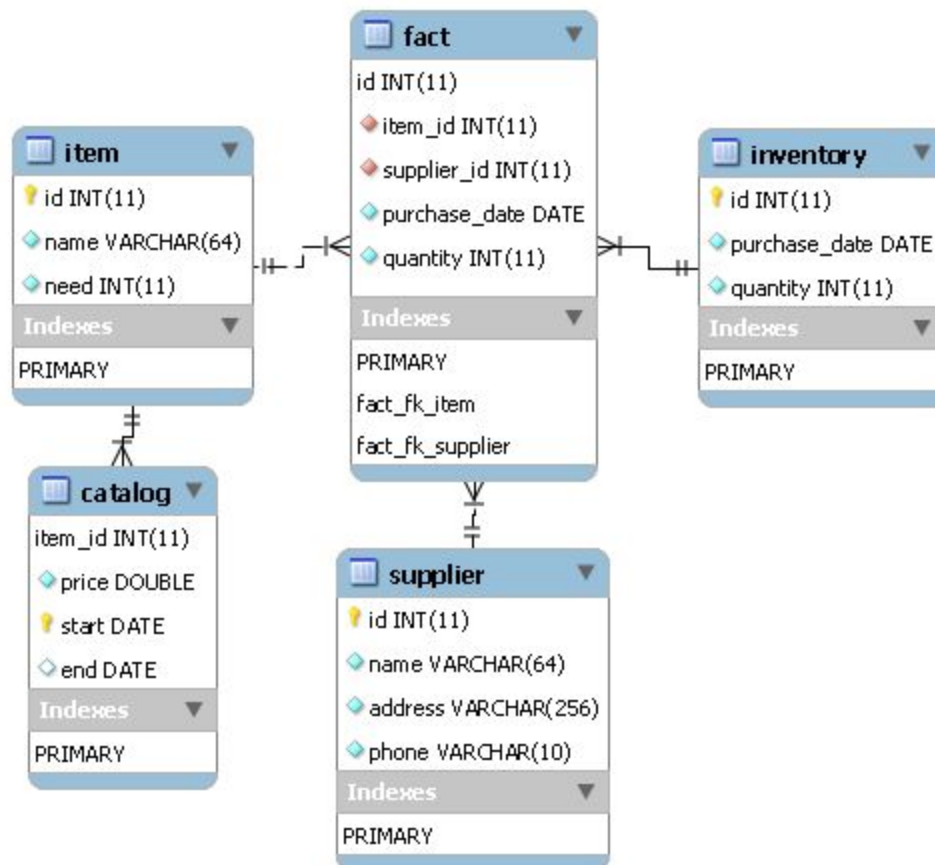 fact
id INT(11)
item_id INT(11)
supplier_id INT(11)
purchase_date DATE
quantity INT(11)
Indexes
PRIMARY
fact_fk_item
fact_fk_supplier
item
id INT(11)
name VARCHAR(64)
need INT(11)
Indexes
PRIMARY
inventory
id INT(11)
purchase_date DATE
quantity INT(11)
Indexes
PRIMARY
catalog
item_id INT(11)
price DOUBLE
start DATE
end DATE
Indexes
PRIMARY
supplier
id INT(11)
name VARCHAR(64)
address VARCHAR(256)
phone VARCHAR(10)
Indexes
PRIMARY